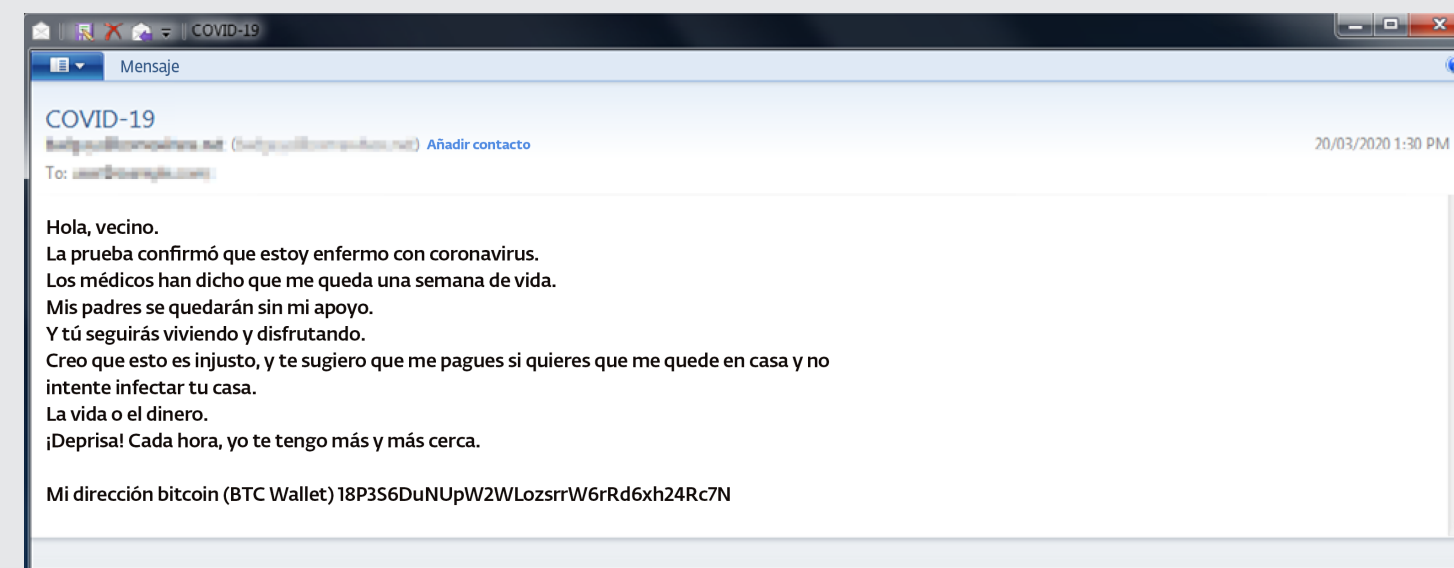 COVID-19
Mensaje
COVID-19
Añadir contacto
20/03/2020 1:30 PM
To:
Hola, vecino.
La prueba confirmó que estoy enfermo con coronavirus.
Los médicos han dicho que me queda una semana de vida.
Mis padres se quedarán sin mi apoyo.
Y tú seguirás viviendo y disfrutando.
Creo que esto es injusto, y te sugiero que me pagues si quieres que me quede en casa y no
intente infectar tu casa.
La vida o el dinero.
¡Deprisa! Cada hora, yo te tengo más y más cerca.
Mi dirección bitcoin (BTC Wallet) 18P3S6DuNUpW2WLozsrrW6rRd6xh24Rc7N